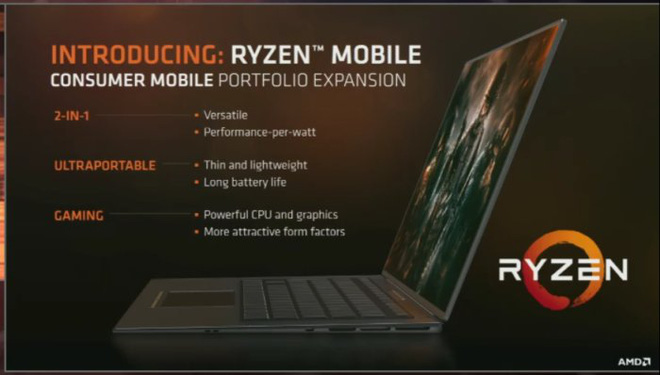 INTRODUCING: RYZEN™ MOBILE
CONSUMER MOBILE PORTFOLIO EXPANSION
2-IN-1
• Versatile
• Performance-per-watt
ULTRAPORTABLE
• Thin and lightweight
• Long battery life
GAMING
• Powerful CPU and graphics
• More attractive form factors
RYZEN
AMD